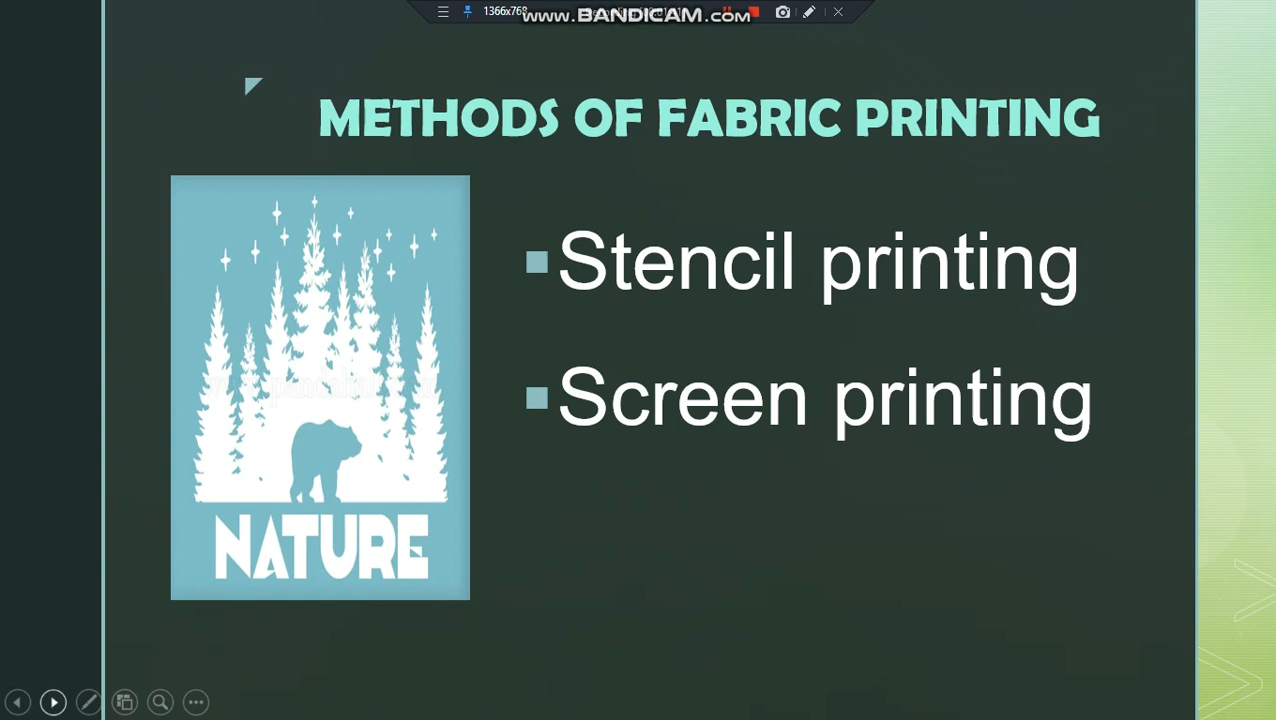 1366x768
www.BANDICAM.com
METHODS OF FABRIC PRINTING
Stencil printing
Screen printing
NATURE